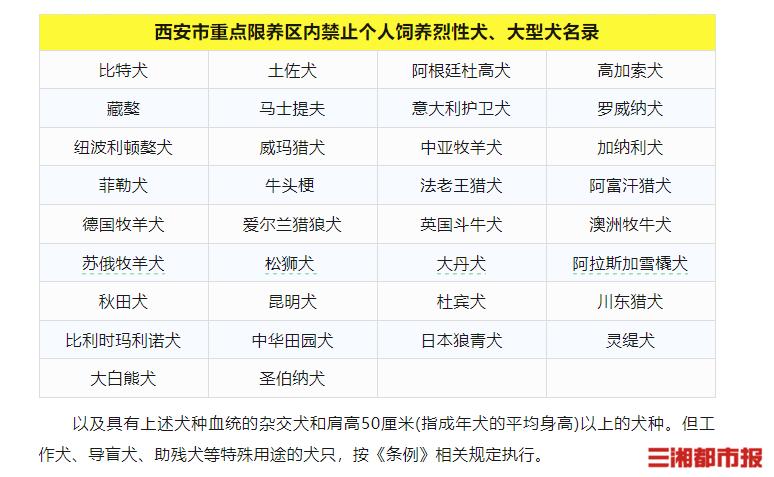 西安市重点限养区内禁止个人饲养烈性犬、大型犬名录
比特犬 土佐犬 阿根廷杜高犬 高加索犬
藏獒 马士提夫 意大利护卫犬 罗威纳犬
纽波利顿獒犬 威玛猎犬 中亚牧羊犬 加纳利犬
菲勒犬 牛头梗 法老王猎犬 阿富汗猎犬
德国牧羊犬 爱尔兰猎狼犬 英国斗牛犬 澳洲牧牛犬
苏俄牧羊犬 松狮犬 大丹犬 阿拉斯加雪橇犬
秋田犬 昆明犬 杜宾犬 川东猎犬
比利时玛利诺犬 中华田园犬 日本狼青犬 灵缇犬
大白熊犬 圣伯纳犬
以及具有上述犬种血统的杂交犬和肩高50厘米(指成年犬的平均身高)以上的犬种。但工
作犬、导盲犬、助残犬等特殊用途的犬只，按《条例》相关规定执行。
三湘都市报